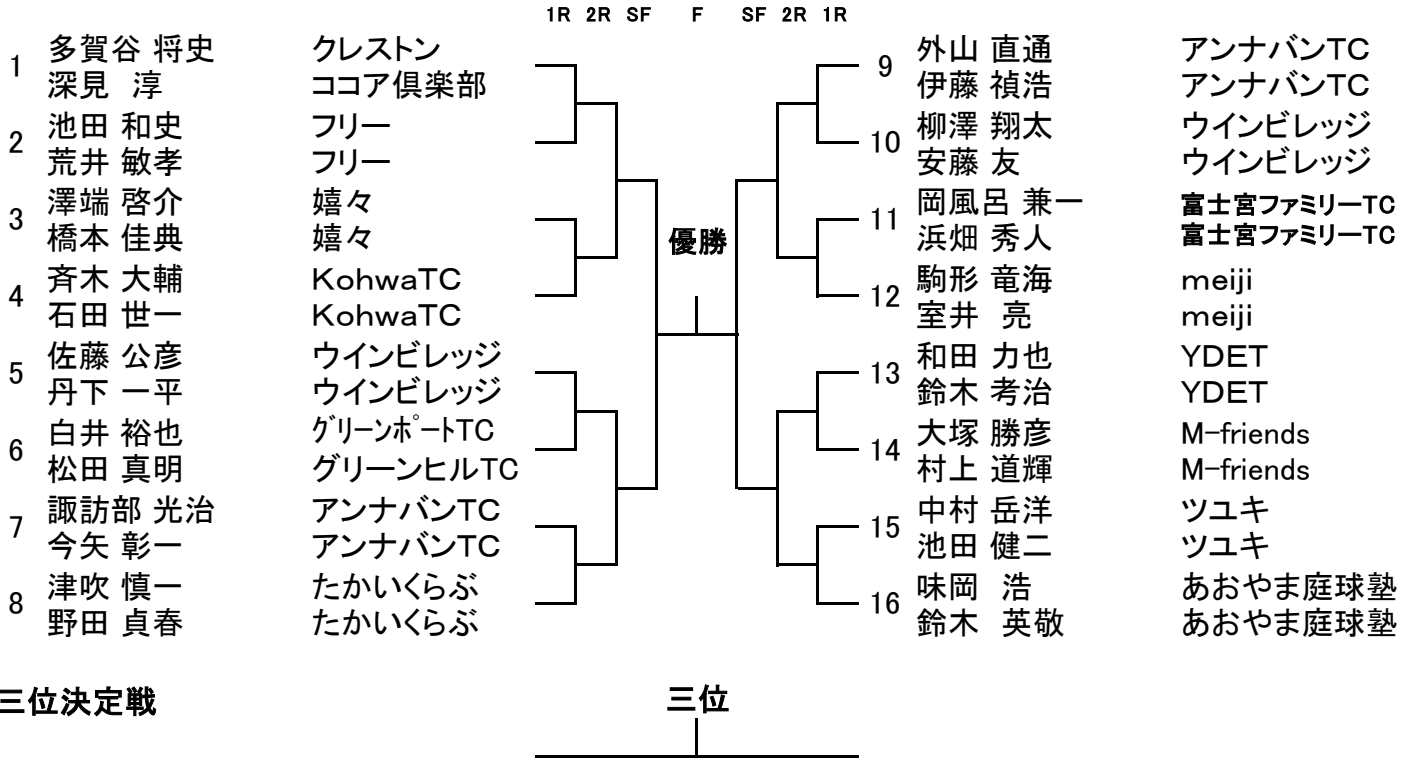 1R 2R SF F SF 2R 1R
1 多賀谷 将史 クレストン
深見 淳 ココア倶楽部
2 池田 和史 フリー
荒井 敏孝 フリー
3 澤端 啓介 嬉々
橋本 佳典 嬉々
4 斉木 大輔 KohwaTC
石田 世一 KohwaTC
5 佐藤 公彦 ウインビレッジ
丹下 一平 ウインビレッジ
6 白井 裕也 グリーンポートTC
松田 真明 グリーンヒルTC
7 諏訪部 光治 アンナバンTC
今矢 彰一 アンナバンTC
8 津吹 慎一 たかいくらぶ
野田 貞春 たかいくらぶ
優勝
9 外山 直通 アンナバンTC
伊藤 禎浩 アンナバンTC
10 柳澤 翔太 ウインビレッジ
安藤 友 ウインビレッジ
11 岡風呂 兼一 富士宮ファミリーTC
浜畑 秀人 富士宮ファミリーTC
12 駒形 竜海 meiji
室井 亮 meiji
13 和田 力也 YDET
鈴木 考治 YDET
14 大塚 勝彦 M-friends
村上 道輝 M-friends
15 中村 岳洋 ツユキ
池田 健二 ツユキ
16 味岡 浩 あおやま庭球塾
鈴木 英敬 あおやま庭球塾
三位決定戦
三位